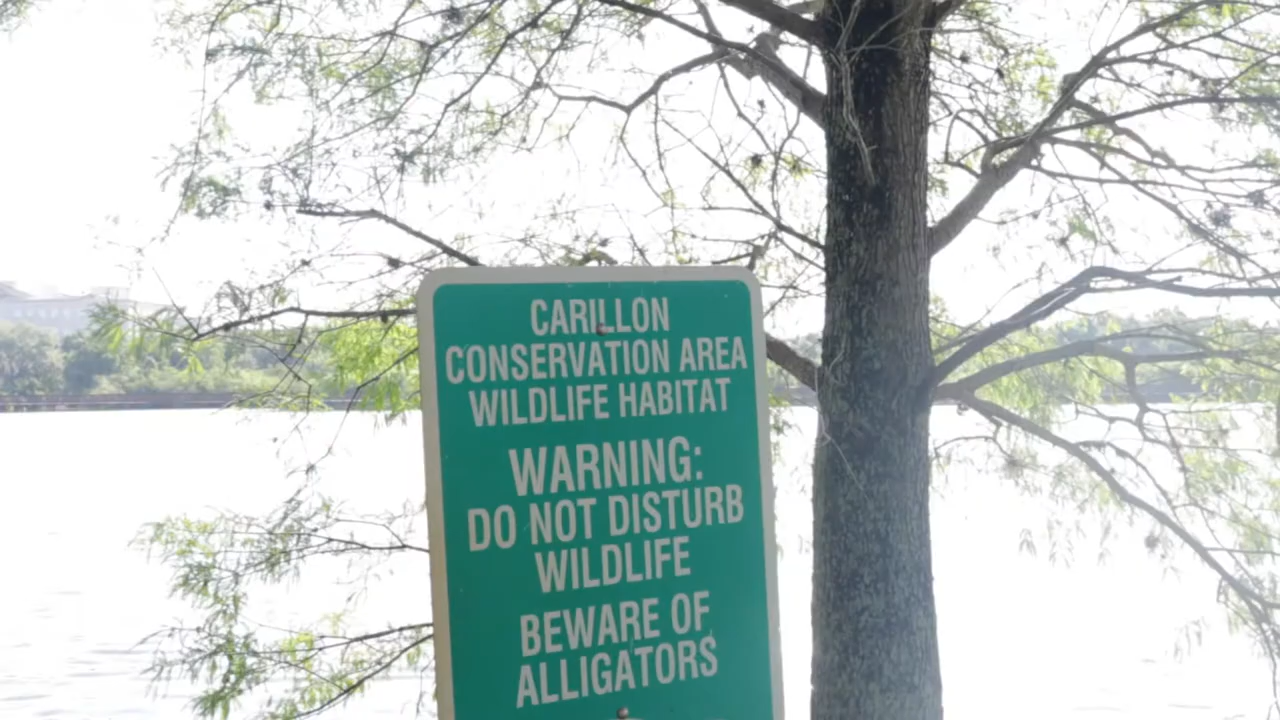 CARILLON
CONSERVATION AREA
WILDLIFE HABITAT
WARNING:
DO NOT DISTURB
WILDLIFE
BEWARE OF
ALLIGATORS